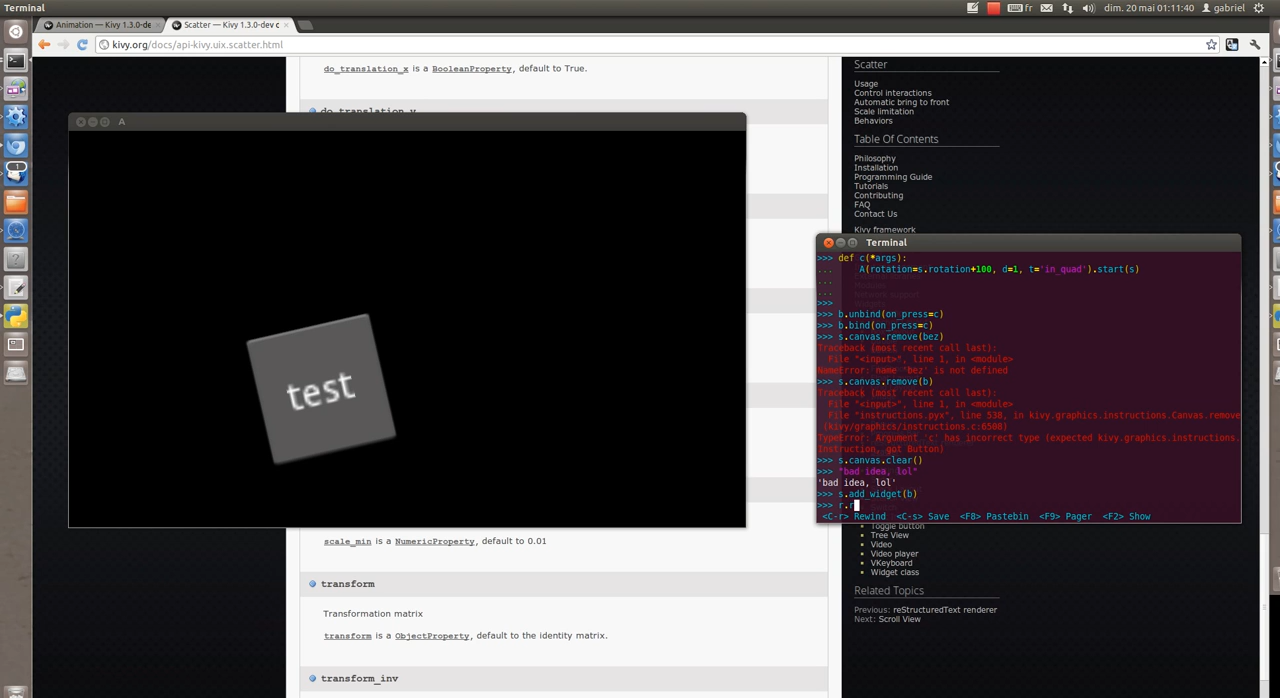 Terminal
fr
dim. 20 mai 01:11:40
gabriel
Animation — Kivy 1.3.0-de
Scatter — Kivy 1.3.0-dev c
kivy.org/docs/api-kivy.uix.scatter.html
do_translation_x is a BooleanProperty, default to True.
do_translation_y
A
test
scale_min is a NumericProperty, default to 0.01
transform
Transformation matrix
transform is a ObjectProperty, default to the identity matrix.
transform_inv
Scatter
Usage
Control interactions
Automatic bring to front
Scale limitation
Behaviors
Table Of Contents
Philosophy
Installation
Programming Guide
Tutorials
Contributing
FAQ
Contact Us
Kivy framework
Terminal
>>> def c(*args):
...     A(rotation=s.rotation+100, d=1, t='in_quad').start(s)
...
...
>>>
>>> b.unbind(on_press=c)
>>> b.bind(on_press=c)
>>> s.canvas.remove(bez)
Traceback (most recent call last):
  File "<input>", line 1, in <module>
NameError: name 'bez' is not defined
>>> s.canvas.remove(b)
Traceback (most recent call last):
  File "<input>", line 1, in <module>
  File "instructions.pyx", line 538, in kivy.graphics.instructions.Canvas.remove
 (kivy/graphics/instructions.c:6508)
TypeError: Argument 'c' has incorrect type (expected kivy.graphics.instructions.
Instruction, got Button)
>>> s.canvas.clear()
>>> "bad idea, lol"
'bad idea, lol'
>>> s.add_widget(b)
>>> r.r
<C-r> Rewind  <C-s> Save  <F8> Pastebin  <F9> Pager  <F2> Show
Toggle button
Tree View
Video
Video player
VKeyboard
Widget class
Related Topics
Previous: reStructuredText renderer
Next: Scroll View